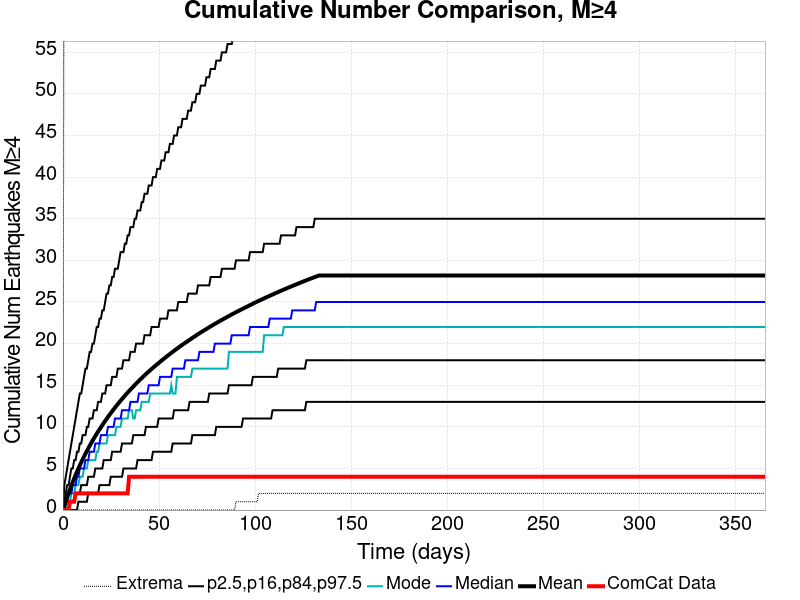 Cumulative Number Comparison, M≥4
Cumulative Num Earthquakes M≥4
55
50
45
40
35
30
25
20
15
10
5
0
0 50 100 150 200 250 300 350
Time (days)
Extrema p2.5,p16,p84,p97.5 Mode Median Mean ComCat Data